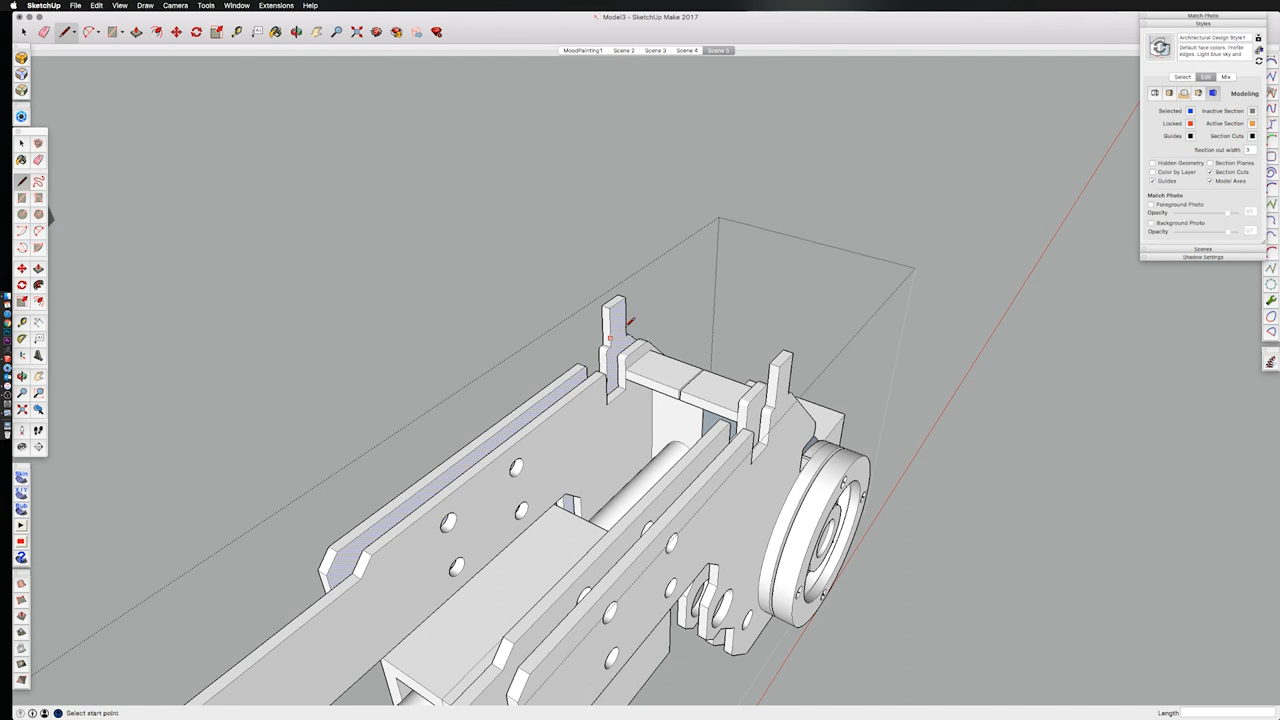 SketchUp File Edit View Draw Camera Tools Window Extensions Help
Model3 - SketchUp Make 2017
MoodPainting1 Scene 2 Scene 3 Scene 4 Scene 5
Match Photo
Styles
Architectural Design Style1
Default face colors. Profile
edges. Light blue sky and
Select Edit Mix
Modeling
Selected Inactive Section
Locked Active Section
Guides Section Cuts
Section cut width 3
Hidden Geometry Section Planes
Color by Layer Section Cuts
Guides Model Axes
Match Photo
Foreground Photo
Opacity
Background Photo
Opacity
Scenes
Shadow Settings
Skin
X/Y
Bub
Select start point
Length